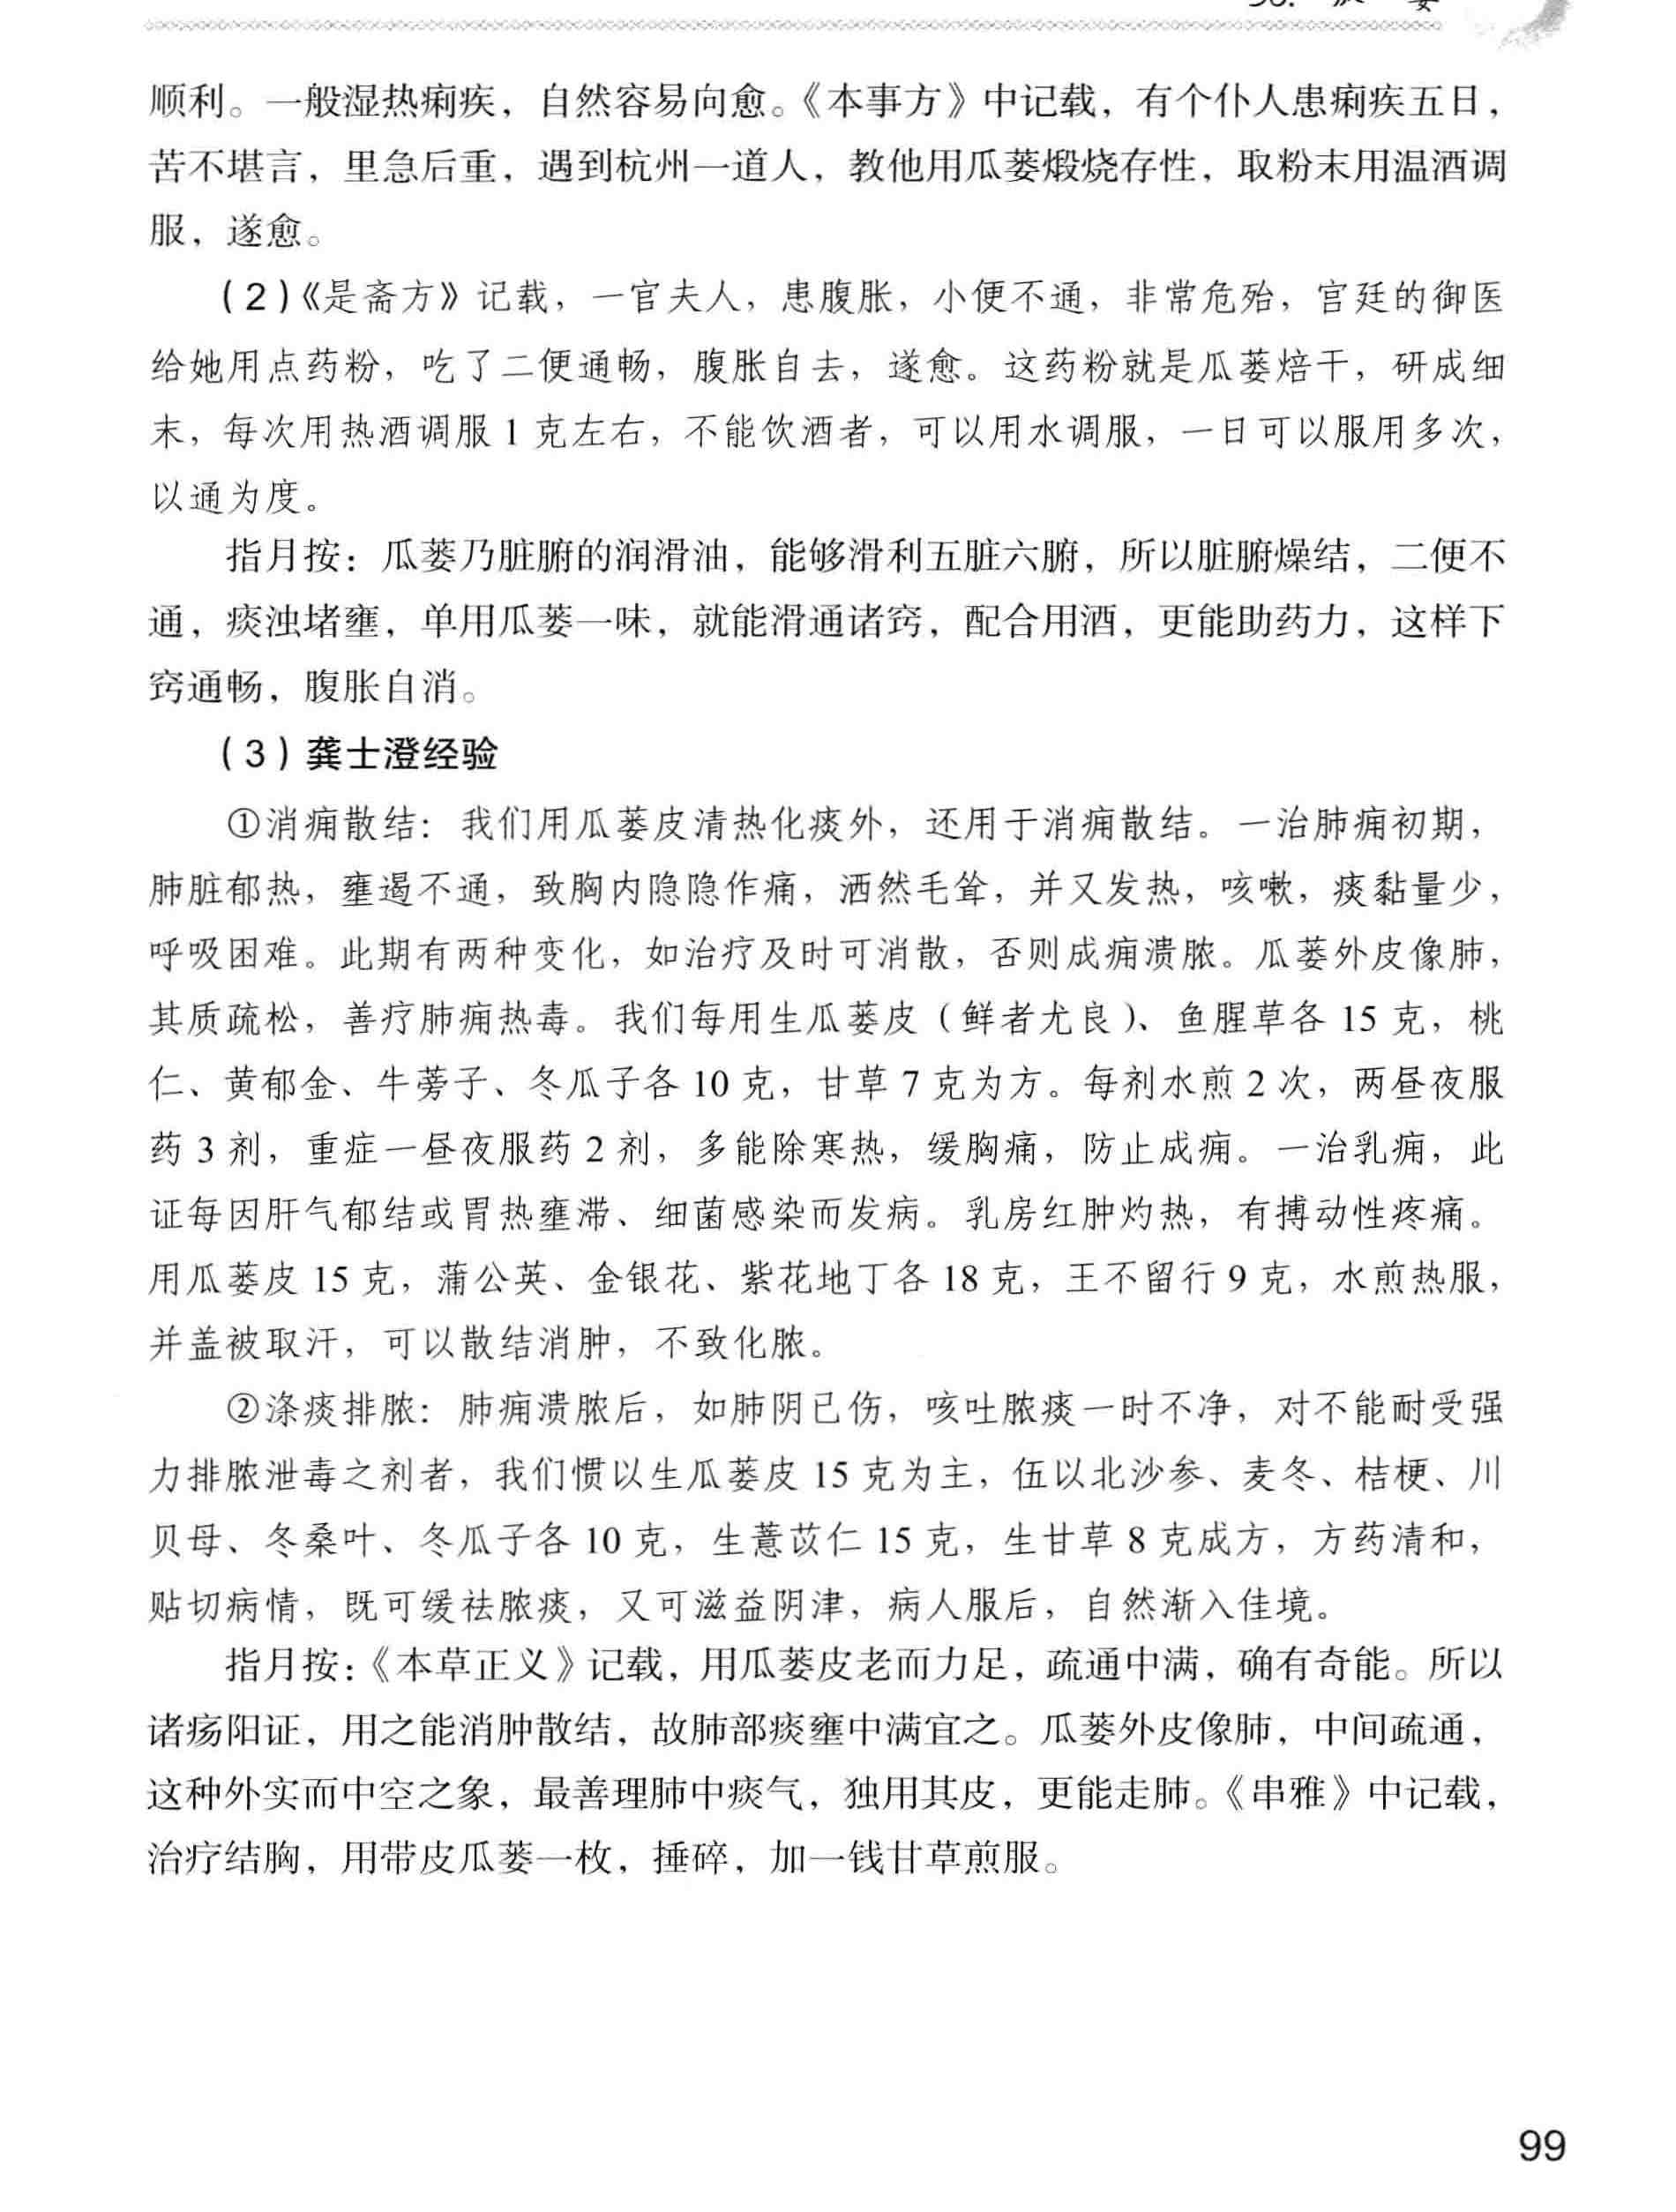 顺利。一般湿热痢疾，自然容易向愈。《本事方》中记载，有个仆人患痢疾五日，
苦不堪言，里急后重，遇到杭州一道人，教他用瓜蒌煅烧存性，取粉末用温酒调
服，遂愈。
（2）《是斋方》记载，一官夫人，患腹胀，小便不通，非常危殆，宫廷的御医
给她用点药粉，吃了二便通畅，腹胀自去，遂愈。这药粉就是瓜蒌焙干，研成细
末，每次用热酒调服 1 克左右，不能饮酒者，可以用水调服，一日可以服用多次，
以通为度。
指月按：瓜蒌乃脏腑的润滑油，能够滑利五脏六腑，所以脏腑燥结，二便不
通，痰浊堵壅，单用瓜蒌一味，就能滑通诸窍，配合用酒，更能助药力，这样下
窍通畅，腹胀自消。
（3）龚士澄经验
①消痈散结：我们用瓜蒌皮清热化痰外，还用于消痈散结。一治肺痈初期，
肺脏郁热，壅遏不通，致胸内隐隐作痛，洒然毛耸，并又发热，咳嗽，痰黏量少，
呼吸困难。此期有两种变化，如治疗及时可消散，否则成痈溃脓。瓜蒌外皮像肺，
其质疏松，善疗肺痈热毒。我们每用生瓜蒌皮（鲜者尤良）、鱼腥草各 15 克，桃
仁、黄郁金、牛蒡子、冬瓜子各 10 克，甘草 7 克为方。每剂水煎 2 次，两昼夜服
药 3 剂，重症一昼夜服药 2 剂，多能除寒热，缓胸痛，防止成痈。一治乳痈，此
证每因肝气郁结或胃热壅滞、细菌感染而发病。乳房红肿灼热，有搏动性疼痛。
用瓜蒌皮 15 克，蒲公英、金银花、紫花地丁各 18 克，王不留行 9 克，水煎热服，
并盖被取汗，可以散结消肿，不致化脓。
②涤痰排脓：肺痈溃脓后，如肺阴已伤，咳吐脓痰一时不净，对不能耐受强
力排脓泄毒之剂者，我们惯以生瓜蒌皮 15 克为主，伍以北沙参、麦冬、桔梗、川
贝母、冬桑叶、冬瓜子各 10 克，生薏苡仁 15 克，生甘草 8 克成方，方药清和，
贴切病情，既可缓祛脓痰，又可滋益阴津，病人服后，自然渐入佳境。
指月按：《本草正义》记载，用瓜蒌皮老而力足，疏通中满，确有奇能。所以
诸疡阳证，用之能消肿散结，故肺部痰壅中满宜之。瓜蒌外皮像肺，中间疏通，
这种外实而中空之象，最善理肺中痰气，独用其皮，更能走肺。《串雅》中记载，
治疗结胸，用带皮瓜蒌一枚，捶碎，加一钱甘草煎服。
99